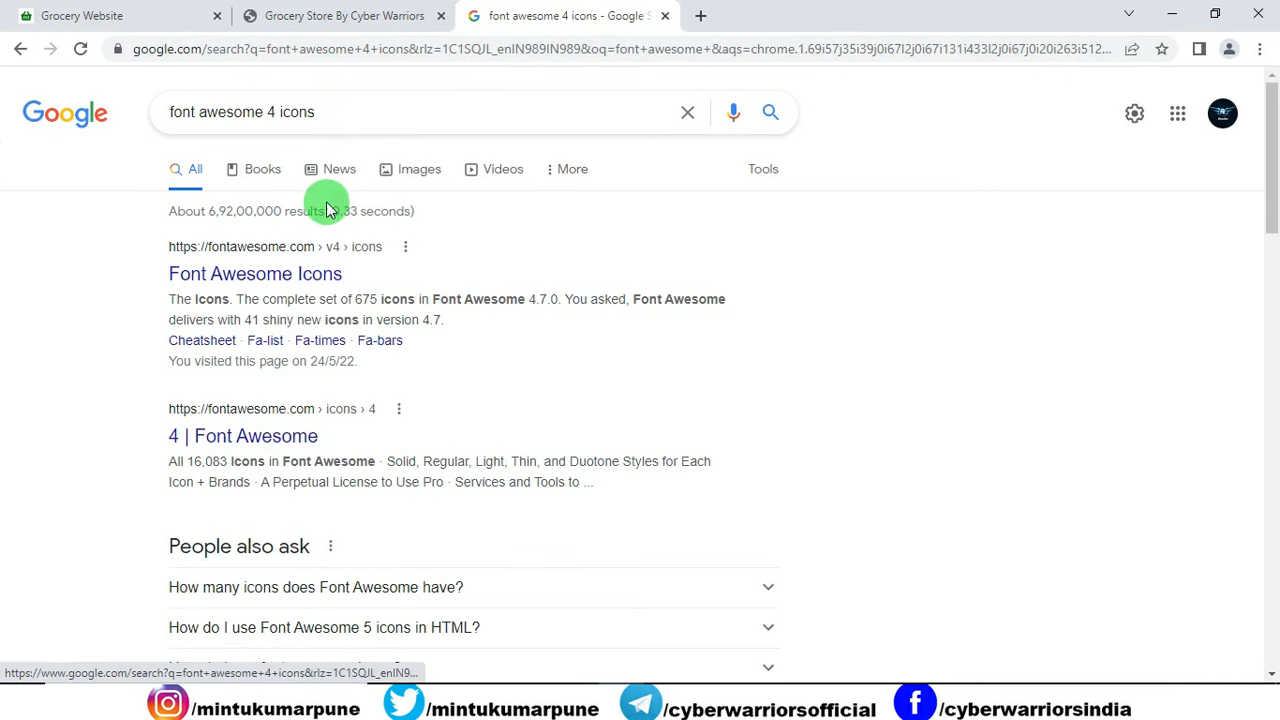 Grocery Website
Grocery Store By Cyber Warriors
font awesome 4 icons - Google S
google.com/search?q=font+awesome+4+icons&rlz=1C1SQJL_enIN989IN989&oq=font+awesome+&aqs=chrome.1.69i57j35i39j0i67l2j0i67i131i433l2j0i67j0i20i263i512...
Google
font awesome 4 icons
All
Books
News
Images
Videos
More
Tools
About 6,92,00,000 results 33 seconds)
https://fontawesome.com › v4 › icons
Font Awesome Icons
The Icons. The complete set of 675 icons in Font Awesome 4.7.0. You asked, Font Awesome
delivers with 41 shiny new icons in version 4.7.
Cheatsheet · Fa-list · Fa-times · Fa-bars
You visited this page on 24/5/22.
https://fontawesome.com › icons › 4
4 | Font Awesome
All 16,083 Icons in Font Awesome · Solid, Regular, Light, Thin, and Duotone Styles for Each
Icon + Brands · A Perpetual License to Use Pro · Services and Tools to ...
People also ask
How many icons does Font Awesome have?
How do I use Font Awesome 5 icons in HTML?
https://www.google.com/search?q=font+awesome+4+icons&rlz=1C1SQJL_enIN9...
/mintukumarpune
/mintukumarpune
/cyberwarriorsofficial
/cyberwarriorsindia